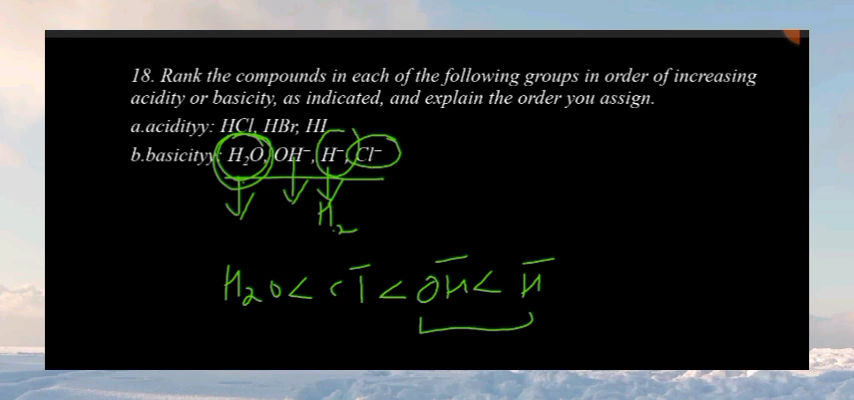 18. Rank the compounds in each of the following groups in order of increasing
acidity or basicity, as indicated, and explain the order you assign.
a.acidityy: HCl, HBr, HI
b.basicityy: H₂O, OH⁻, H⁻, Cl⁻
H₂
H₂O < Cl⁻ < OH⁻ < H⁻